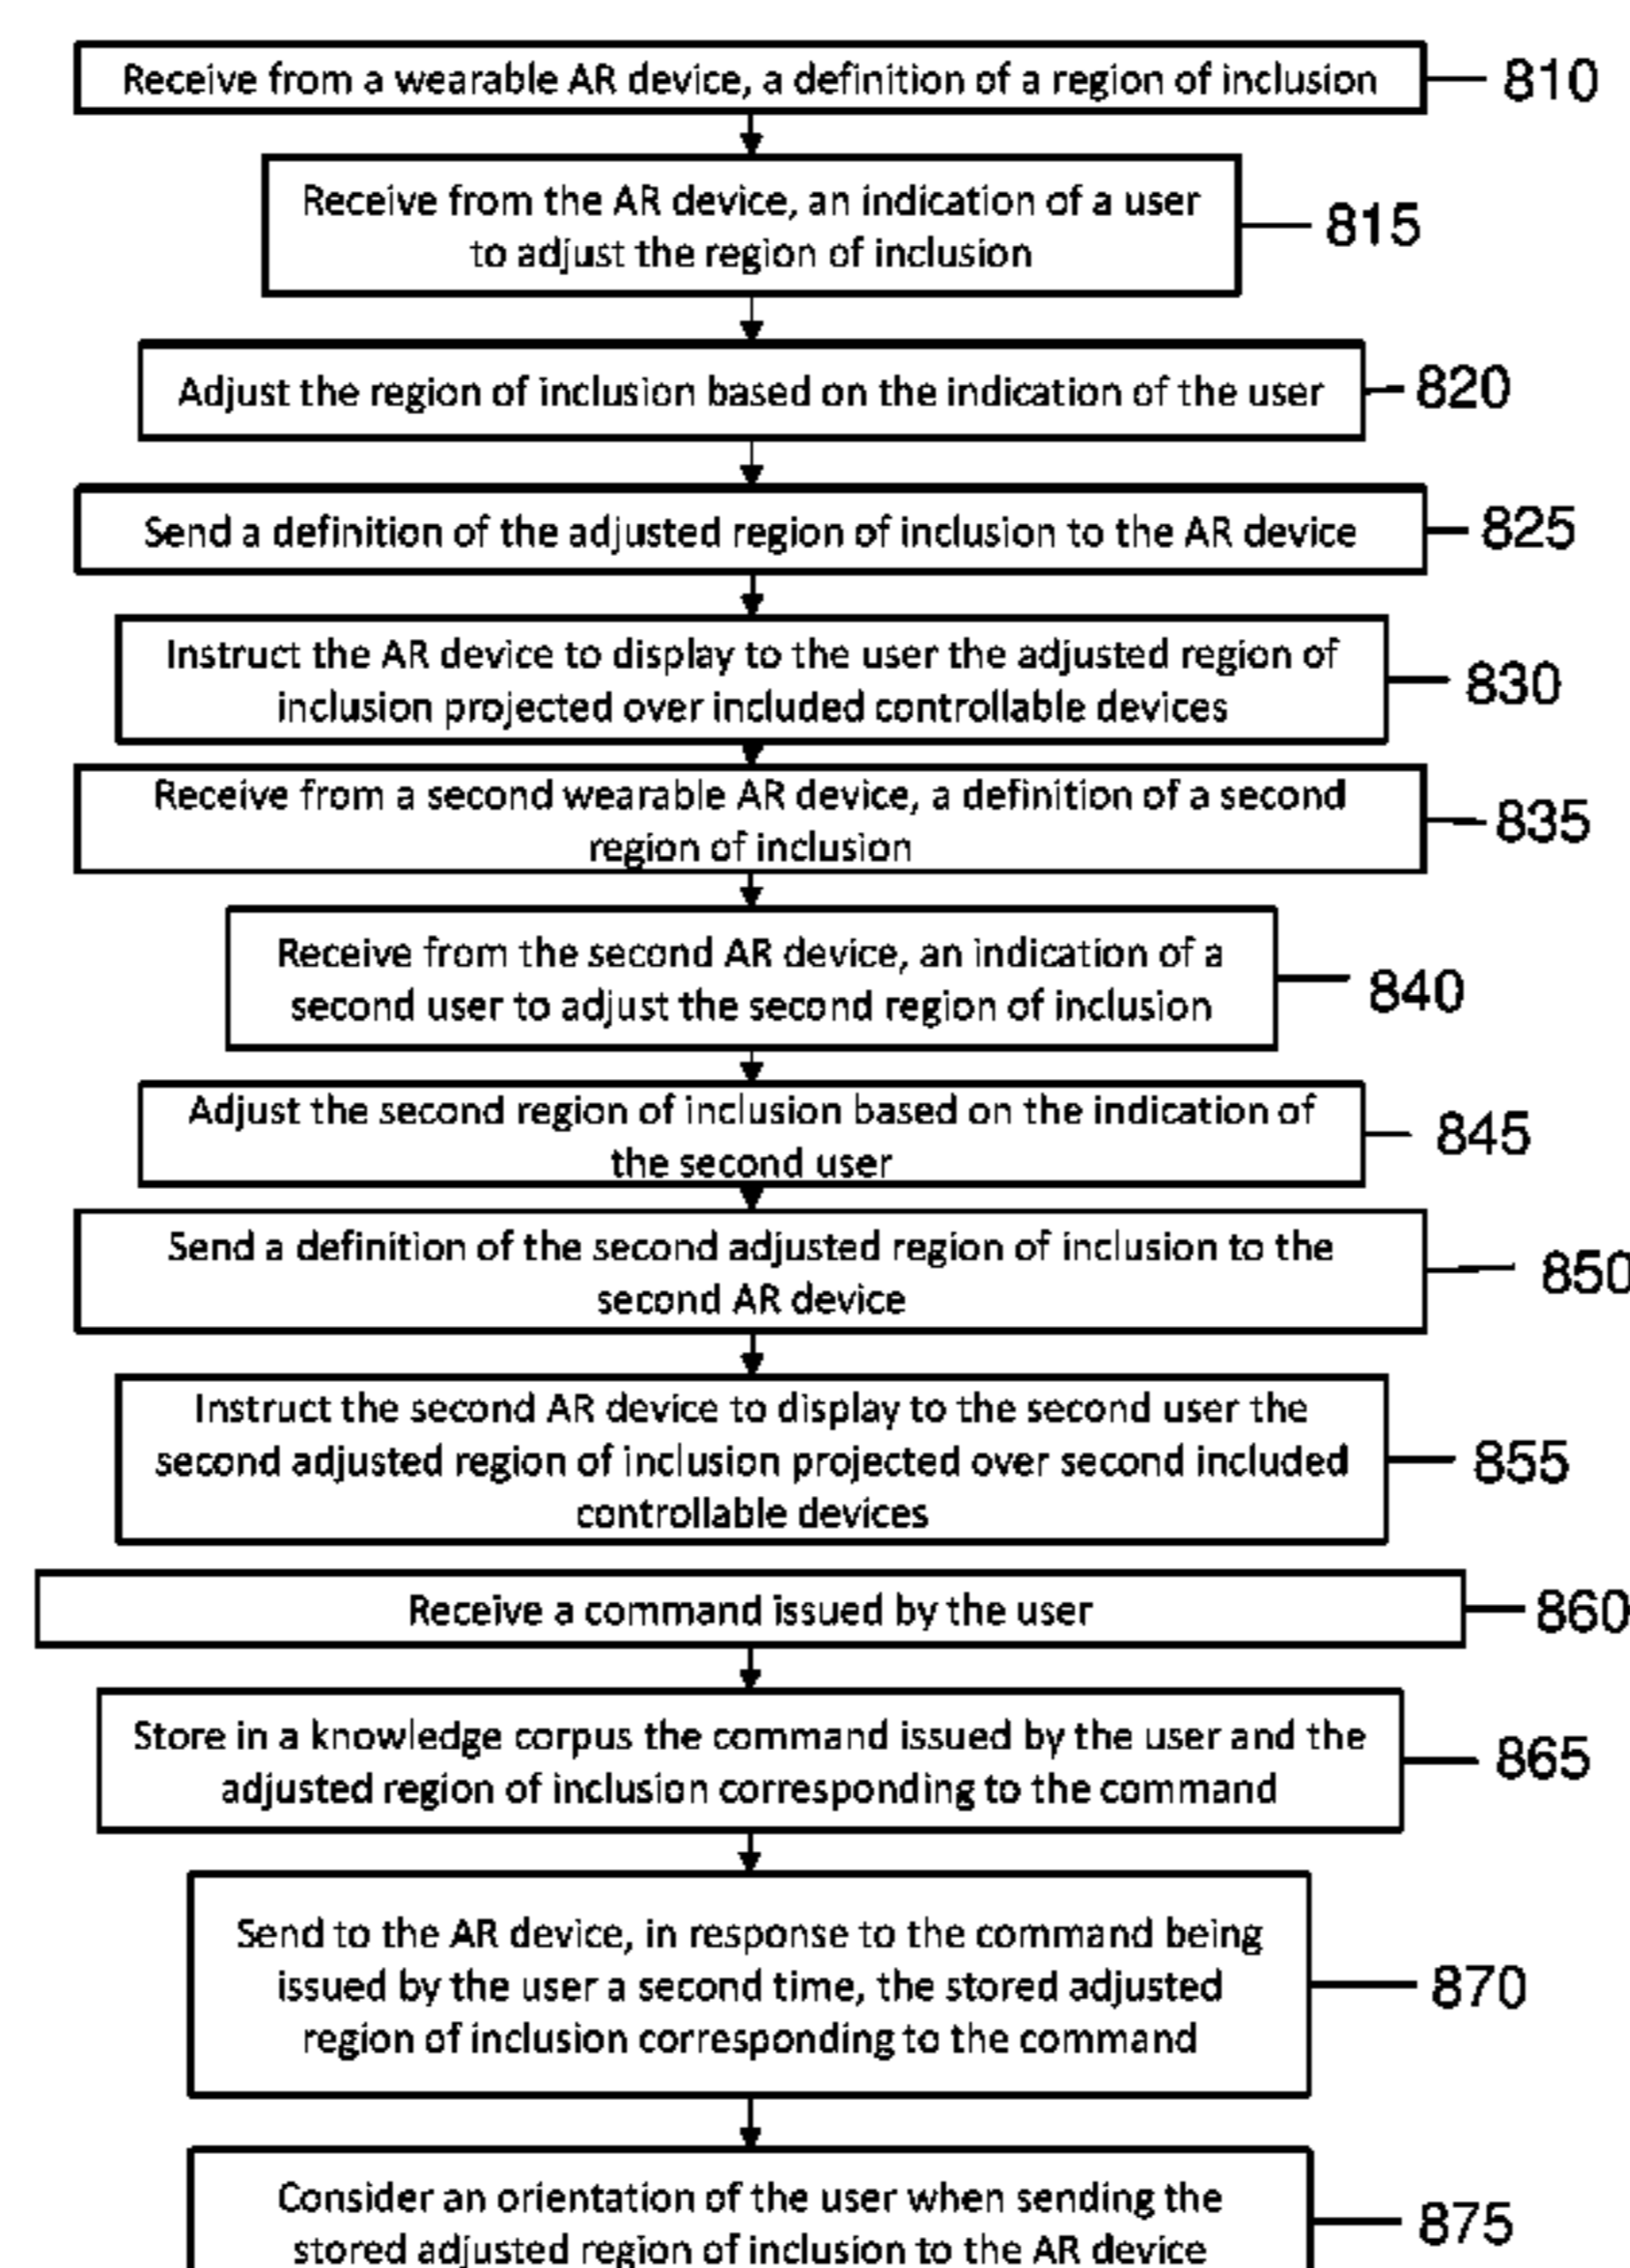 Receive from a wearable AR device, a definition of a region of inclusion
810
Receive from the AR device, an indication of a user
to adjust the region of inclusion
815
Adjust the region of inclusion based on the indication of the user
820
Send a definition of the adjusted region of inclusion to the AR device
825
Instruct the AR device to display to the user the adjusted region of
inclusion projected over included controllable devices
830
Receive from a second wearable AR device, a definition of a second
region of inclusion
835
Receive from the second AR device, an indication of a
second user to adjust the second region of inclusion
840
Adjust the second region of inclusion based on the indication of
the second user
845
Send a definition of the second adjusted region of inclusion to the
second AR device
850
Instruct the second AR device to display to the second user the
second adjusted region of inclusion projected over second included
controllable devices
855
Receive a command issued by the user
860
Store in a knowledge corpus the command issued by the user and the
adjusted region of inclusion corresponding to the command
865
Send to the AR device, in response to the command being
issued by the user a second time, the stored adjusted
region of inclusion corresponding to the command
870
Consider an orientation of the user when sending the
stored adjusted region of inclusion to the AR device
875